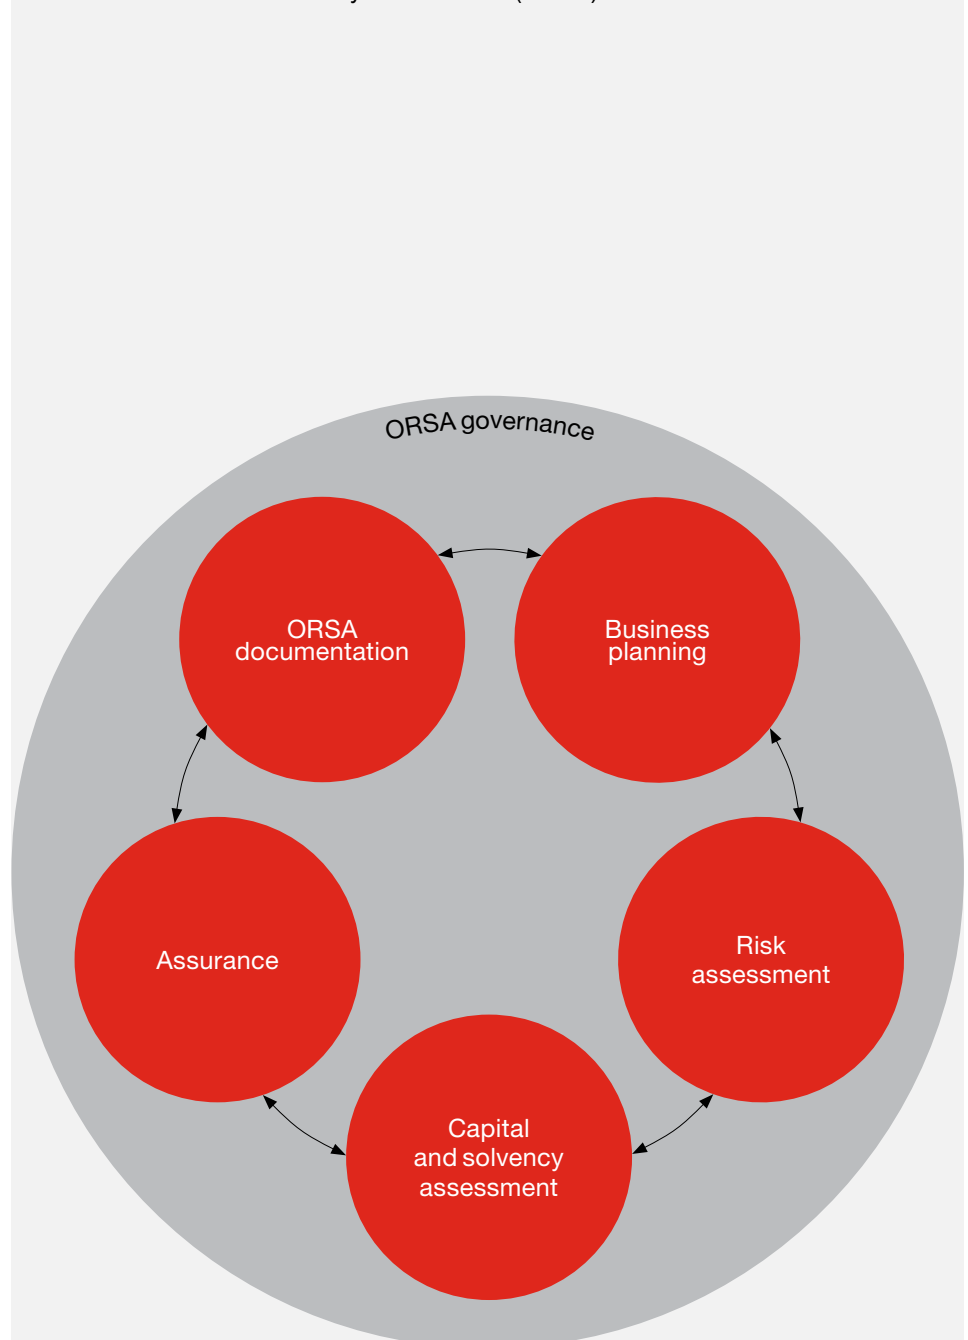 ORSA governance
ORSA
documentation
Business
planning
Assurance
Risk
assessment
Capital
and solvency
assessment